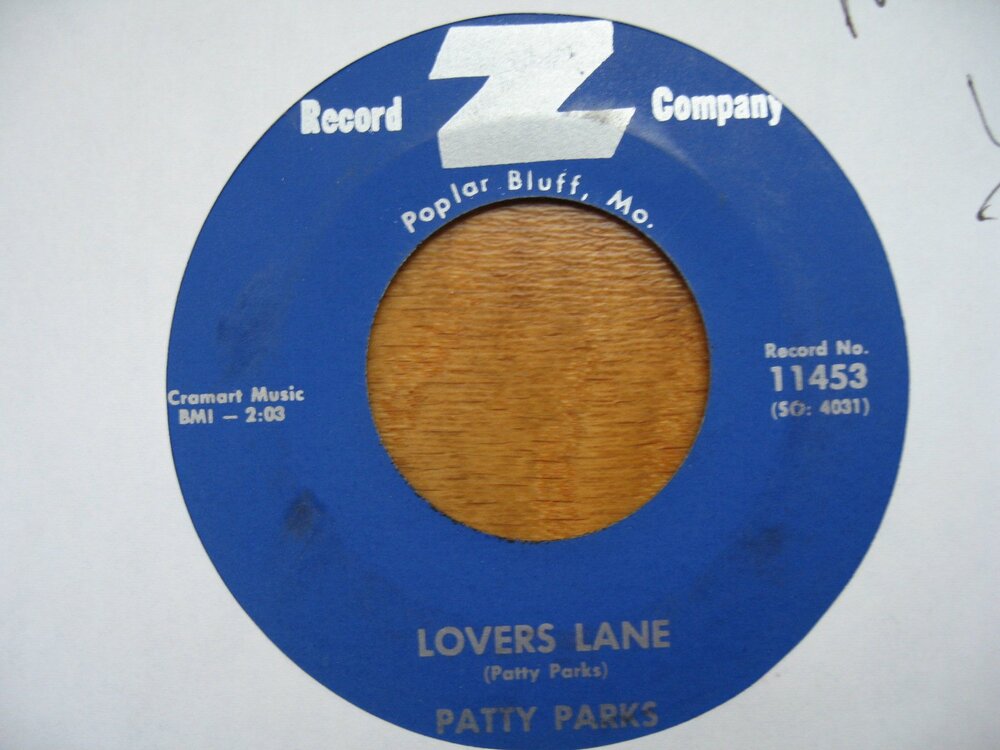 Record Z Company
Poplar Bluff, Mo.
Cramart Music
BMI — 2:03
Record No.
11453
(SO: 4031)
LOVERS LANE
(Patty Parks)
PATTY PARKS